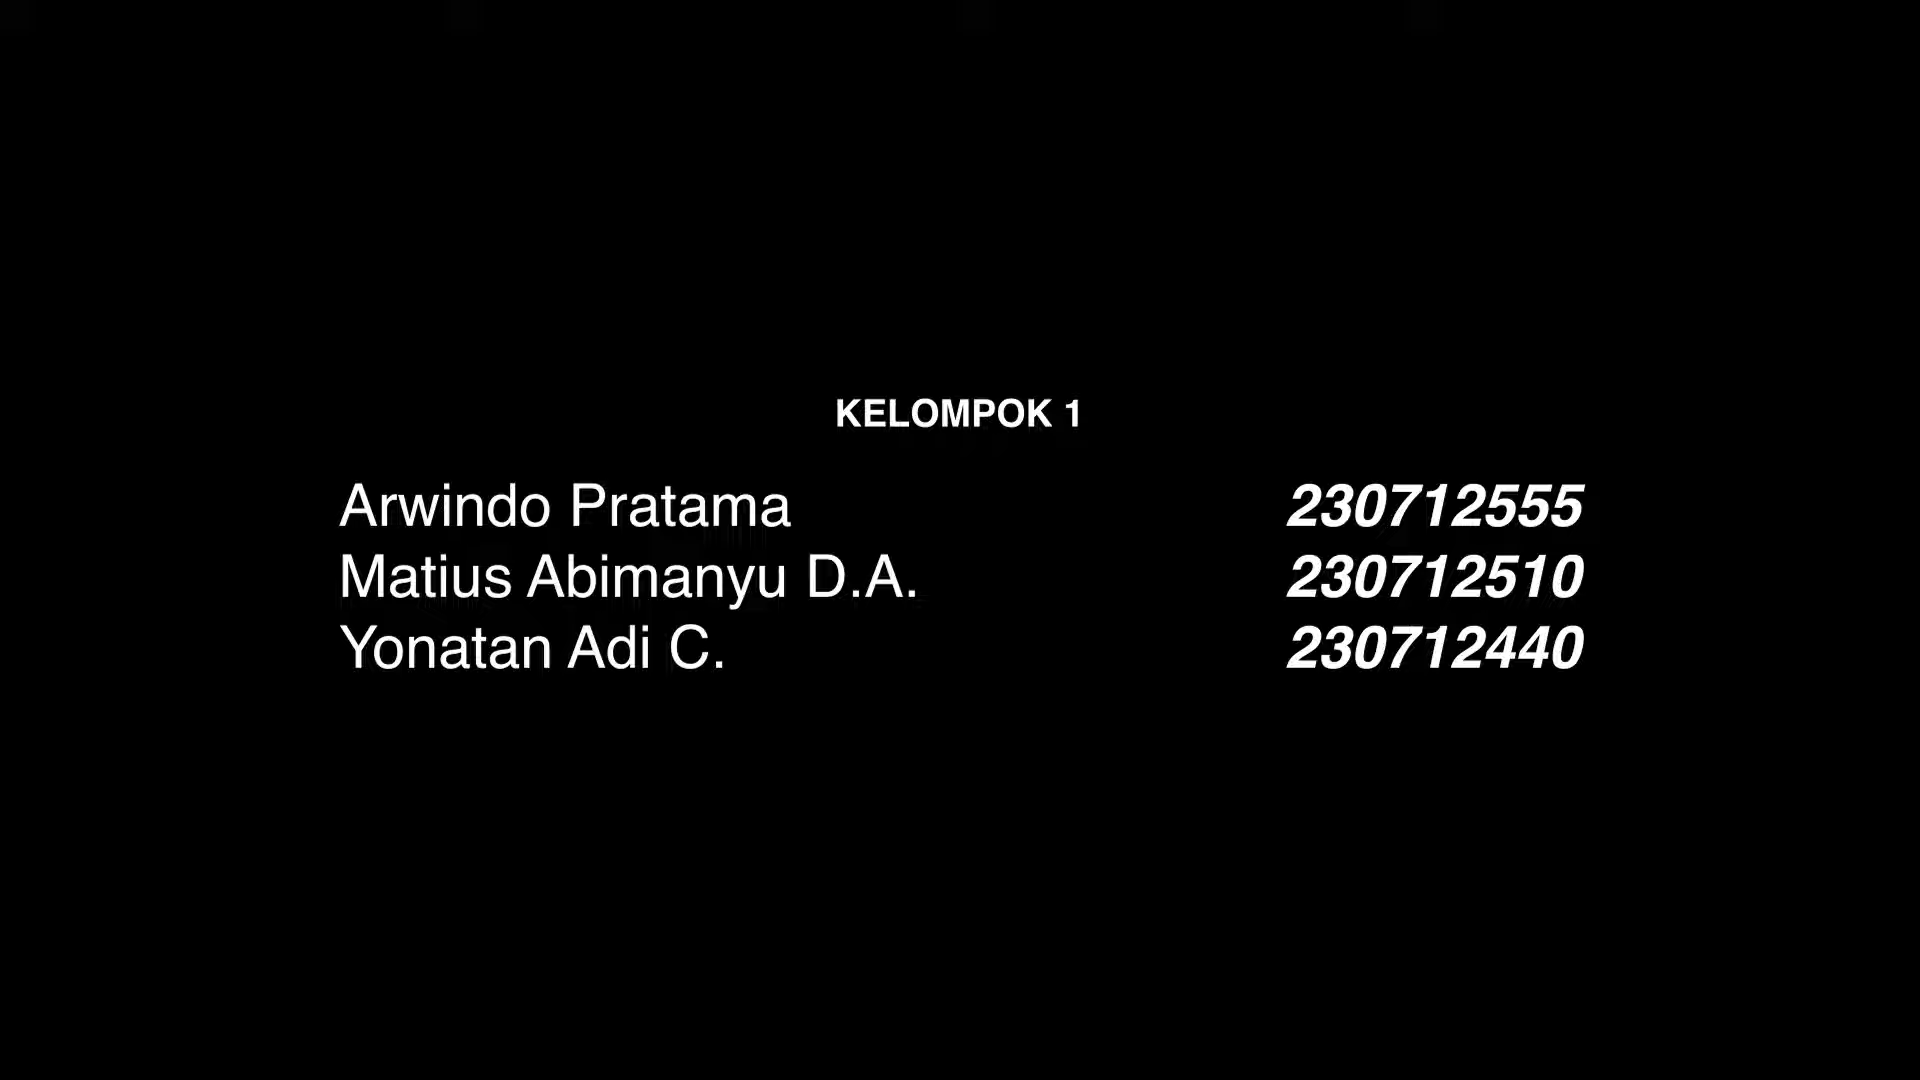 KELOMPOK 1
Arwindo Pratama 230712555
Matius Abimanyu D.A. 230712510
Yonatan Adi C. 230712440